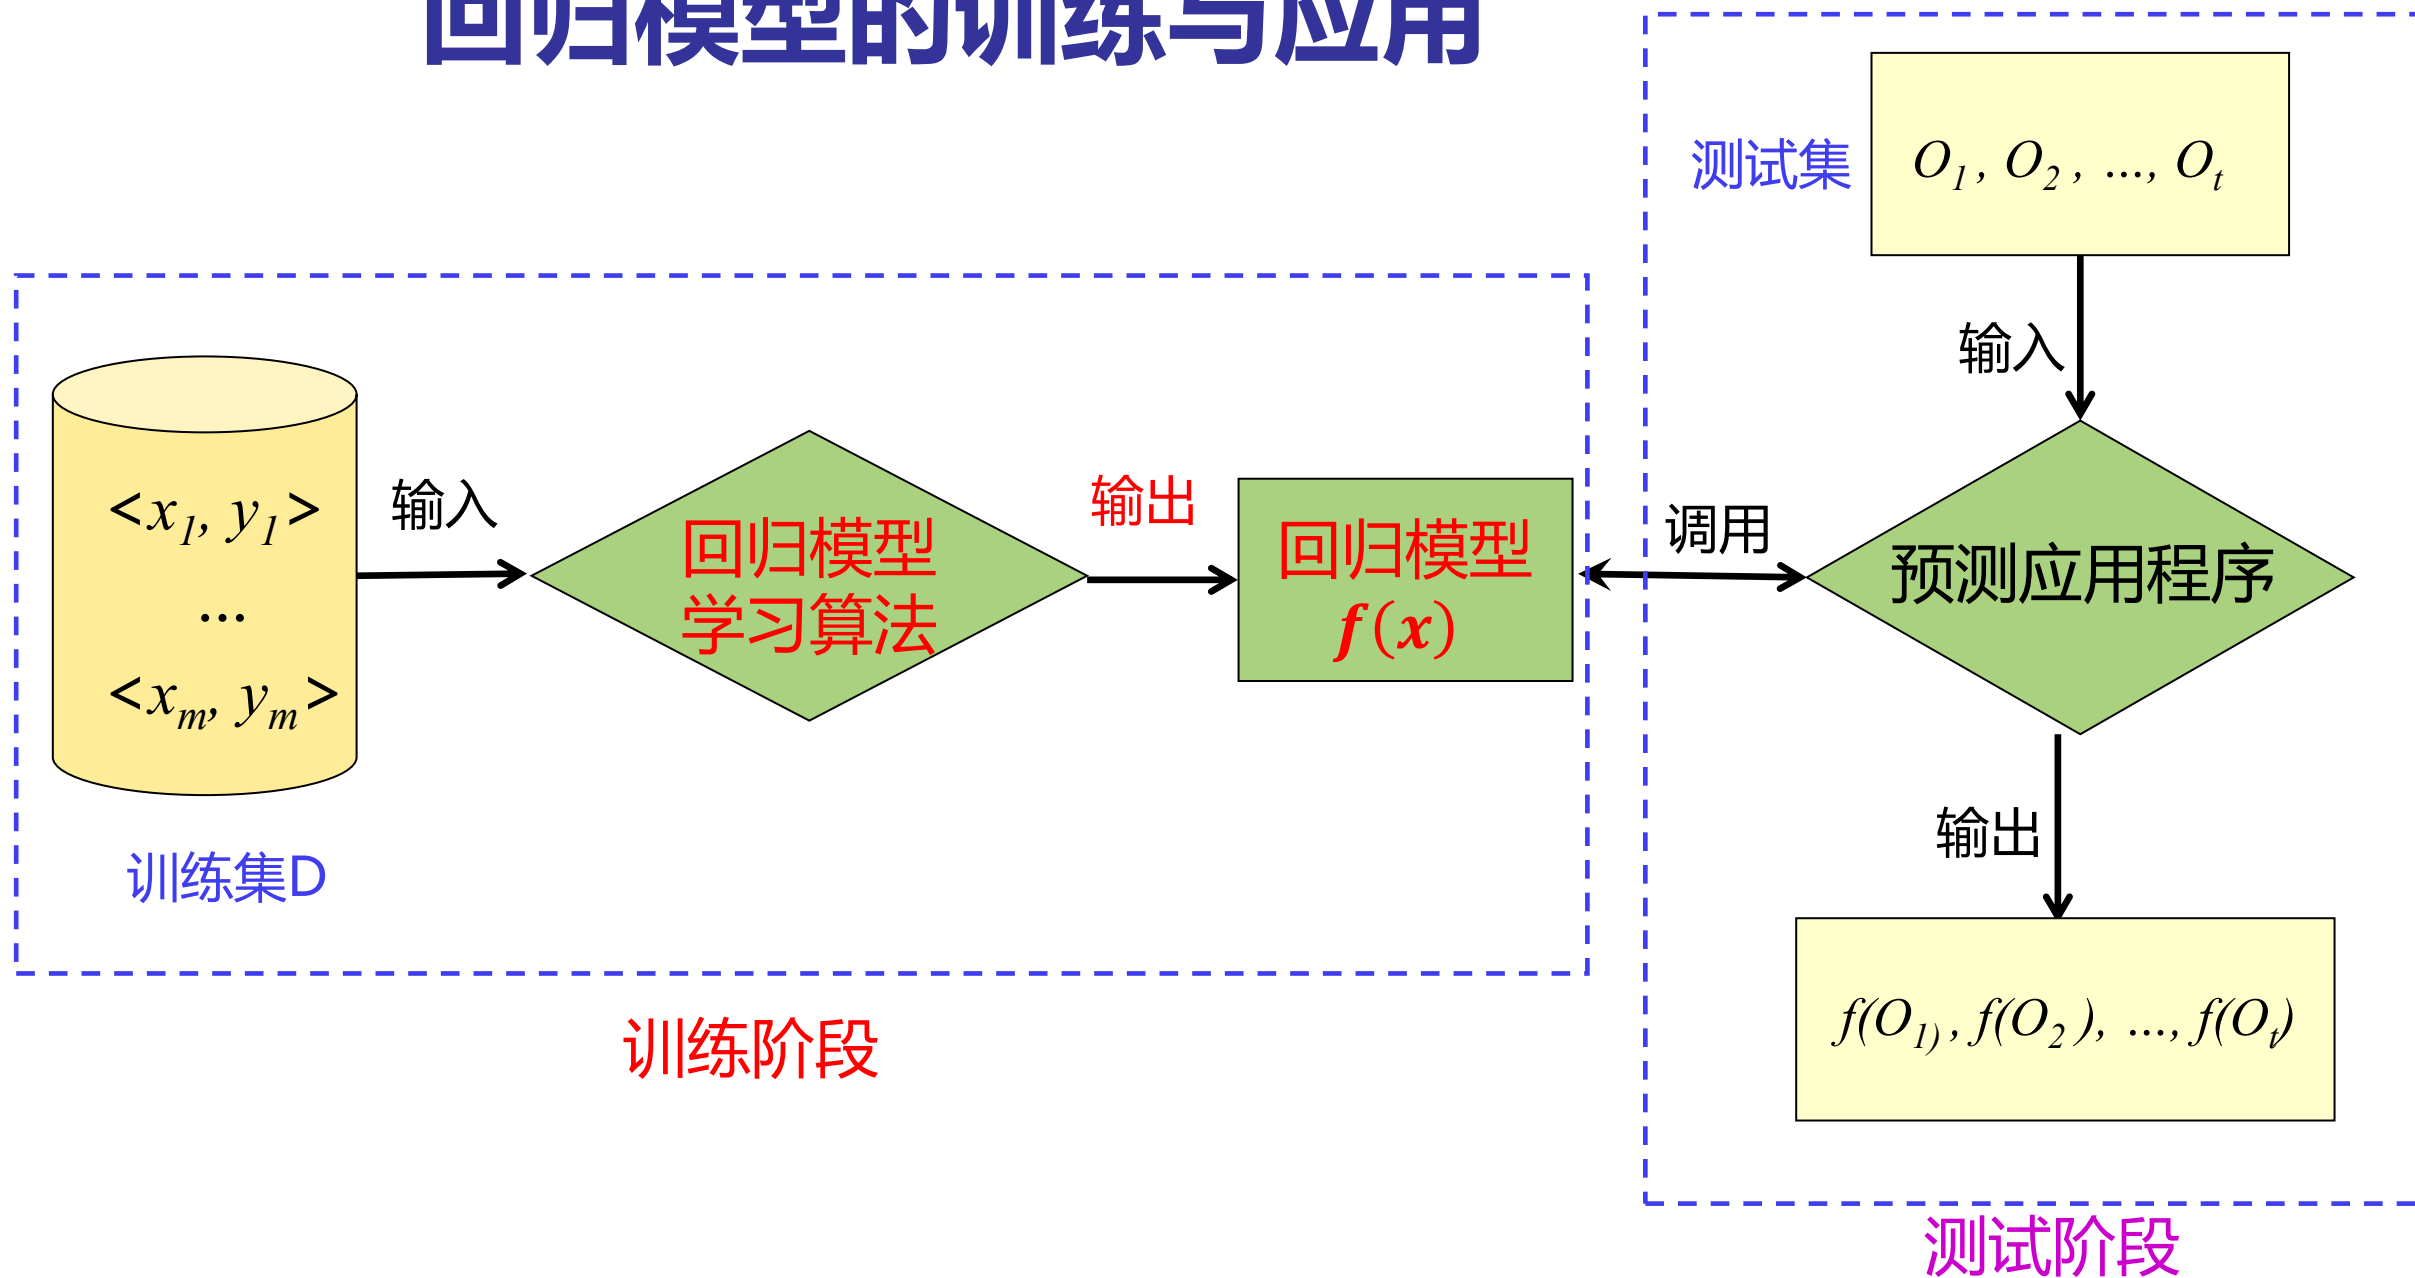 回归模型的训练与应用
测试集
O1 , O2 , ..., Ot
输入
<x1, y1>
...
<xm, ym>
输入
回归模型
学习算法
输出
回归模型
f(x)
调用
预测应用程序
输出
训练集D
f(O1) , f(O2 ), ..., f(Ot)
训练阶段
测试阶段